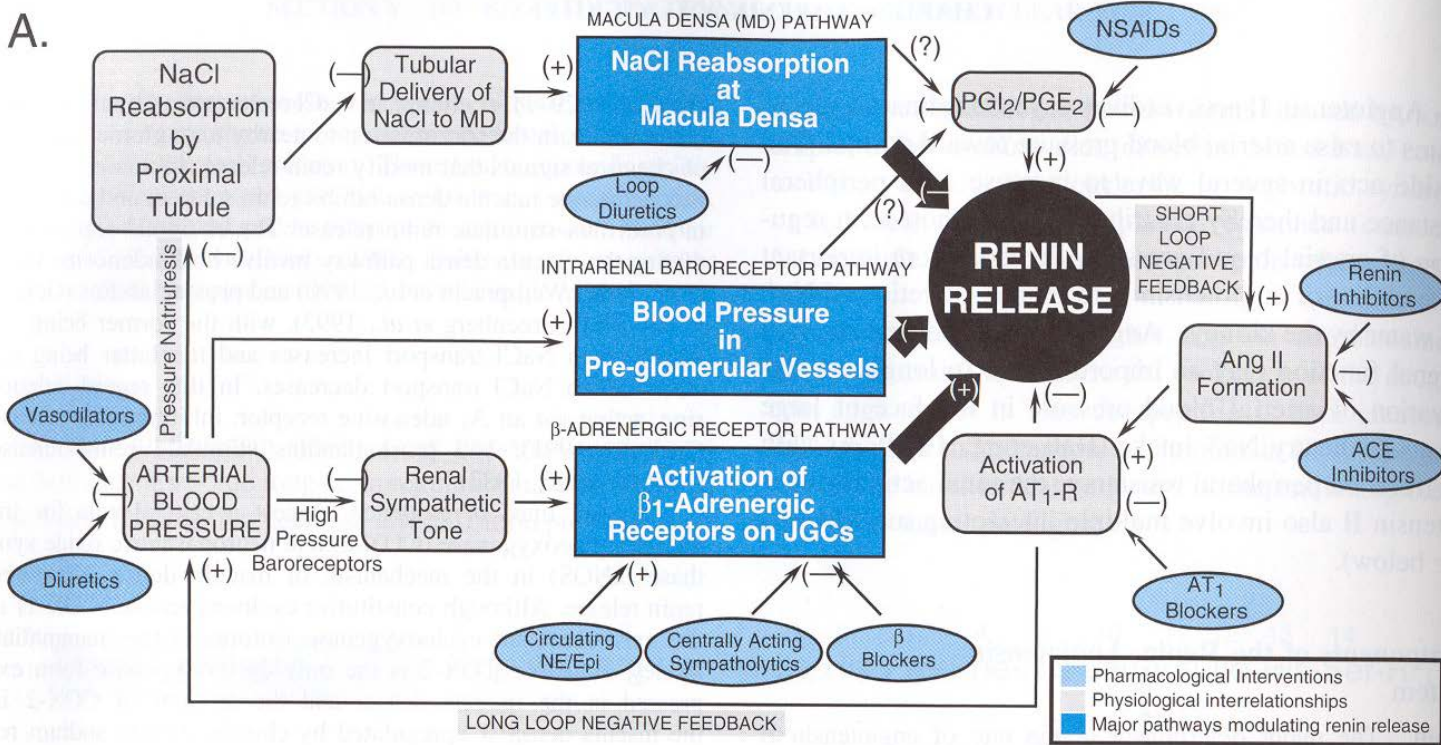 A.
MACULA DENSA (MD) PATHWAY
NaCl
Reabsorption
by
Proximal
Tubule
(—)
Tubular
Delivery of
NaCl to MD
(+)
NaCl Reabsorption
at
Macula Densa
(?)
NSAIDs
PGI2/PGE2
(—)
(—)
(+)
(—)
Loop
Diuretics
(?)
RENIN
RELEASE
SHORT
LOOP
NEGATIVE
FEEDBACK
(+)
Renin
Inhibitors
Pressure Natriuresis
(—)
INTRARENAL BARORECEPTOR PATHWAY
(+)
Blood Pressure
in
Pre-glomerular Vessels
(—)
Ang II
Formation
(—)
ACE
Inhibitors
Vasodilators
β-ADRENERGIC RECEPTOR PATHWAY
(+)
(—)
ARTERIAL
BLOOD
PRESSURE
(—)
(—)
High
Pressure
Baroreceptors
Renal
Sympathetic
Tone
(+)
Activation of
β1-Adrenergic
Receptors on JGCs
Activation
of AT1-R
(+)
(—)
Diuretics
(+)
(+)
(—)
AT1
Blockers
Circulating
NE/Epi
Centrally Acting
Sympatholytics
β
Blockers
LONG LOOP NEGATIVE FEEDBACK
Pharmacological Interventions
Physiological interrelationships
Major pathways modulating renin release